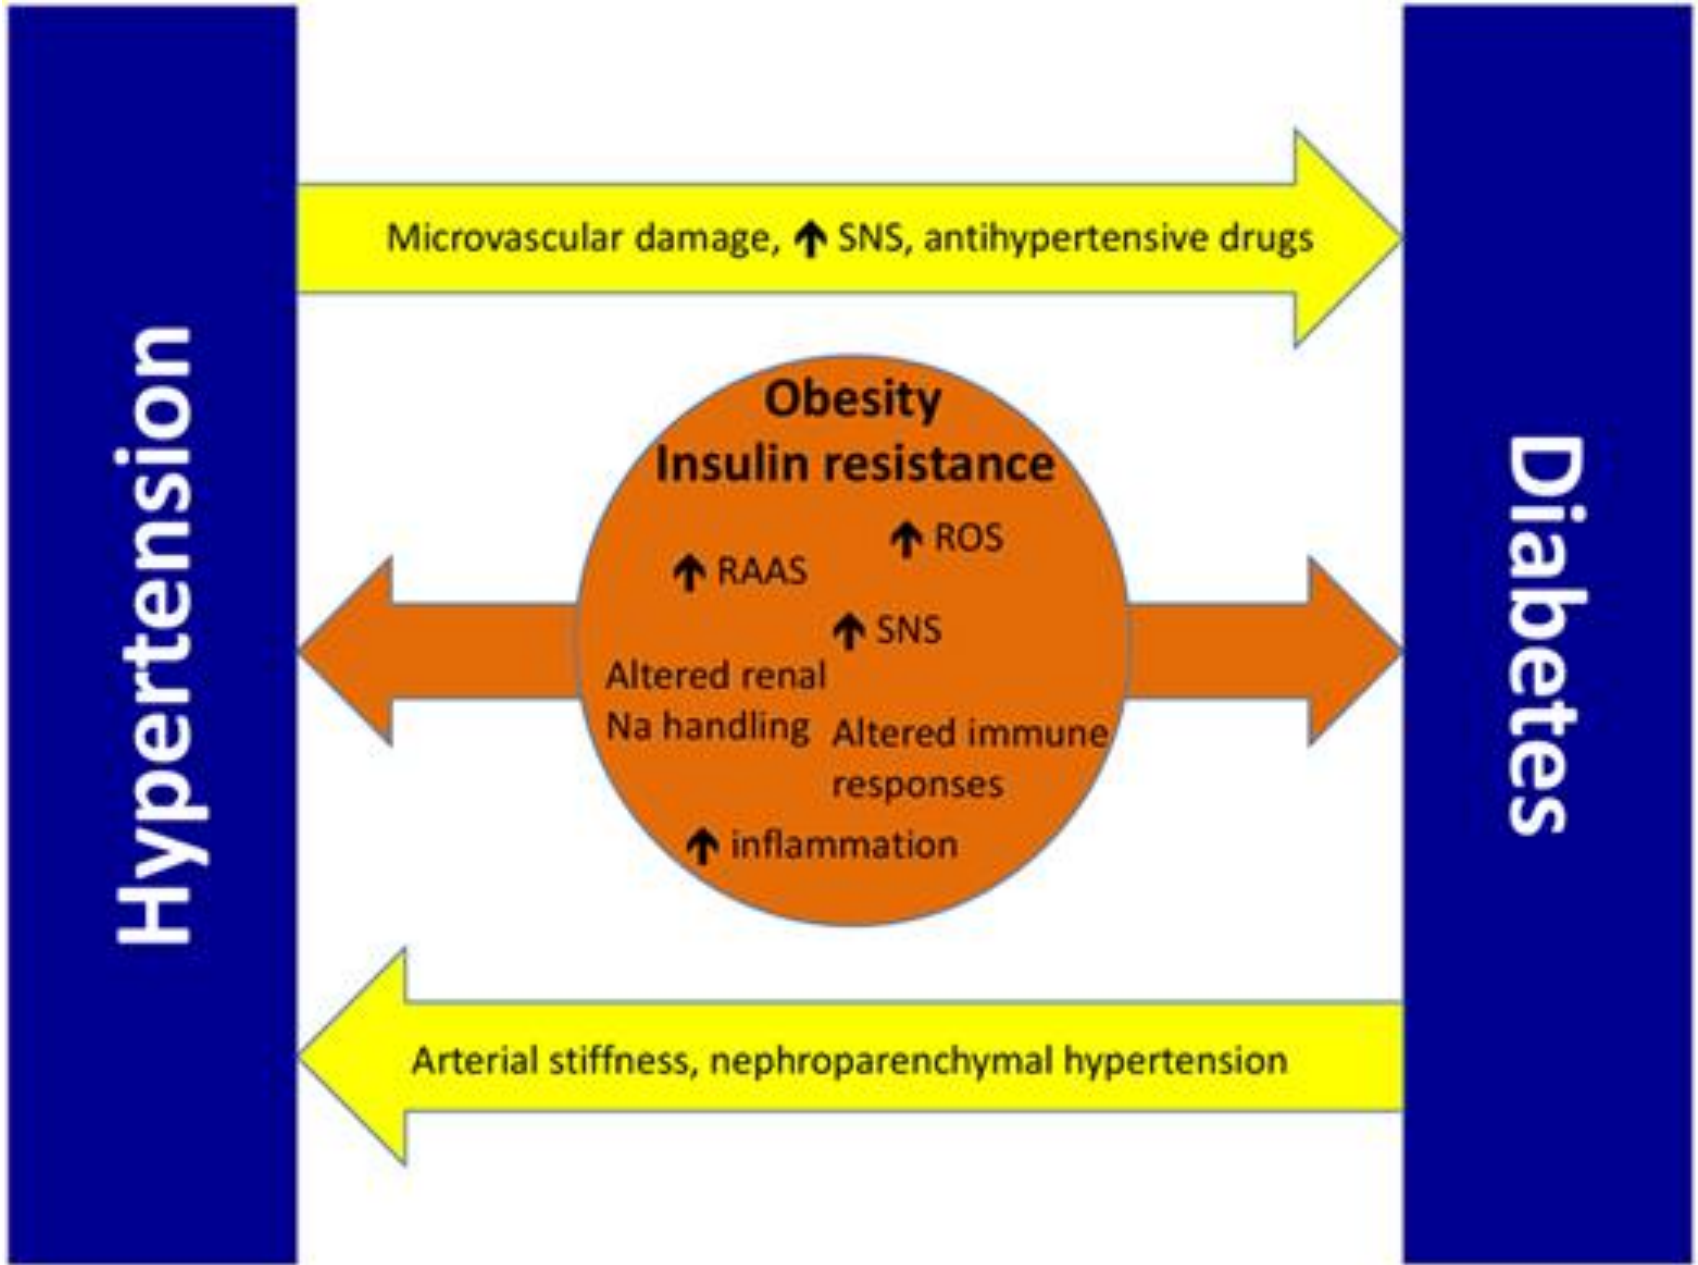 Hypertension
Microvascular damage, ↑ SNS, antihypertensive drugs
Obesity
Insulin resistance
↑ ROS
↑ RAAS
↑ SNS
Altered renal
Na handling
Altered immune
responses
↑ inflammation
Arterial stiffness, nephroparenchymal hypertension
Diabetes